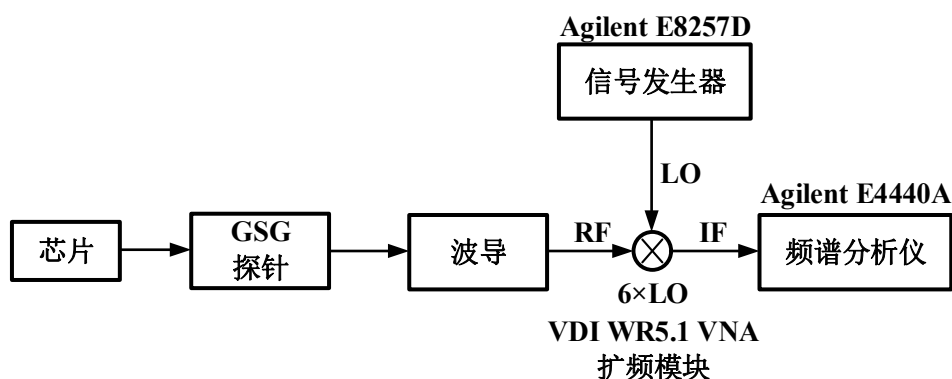 Agilent E8257D
信号发生器
LO
Agilent E4440A
芯片
GSG
探针
波导
RF
IF
频谱分析仪
6×LO
VDI WR5.1 VNA
扩频模块